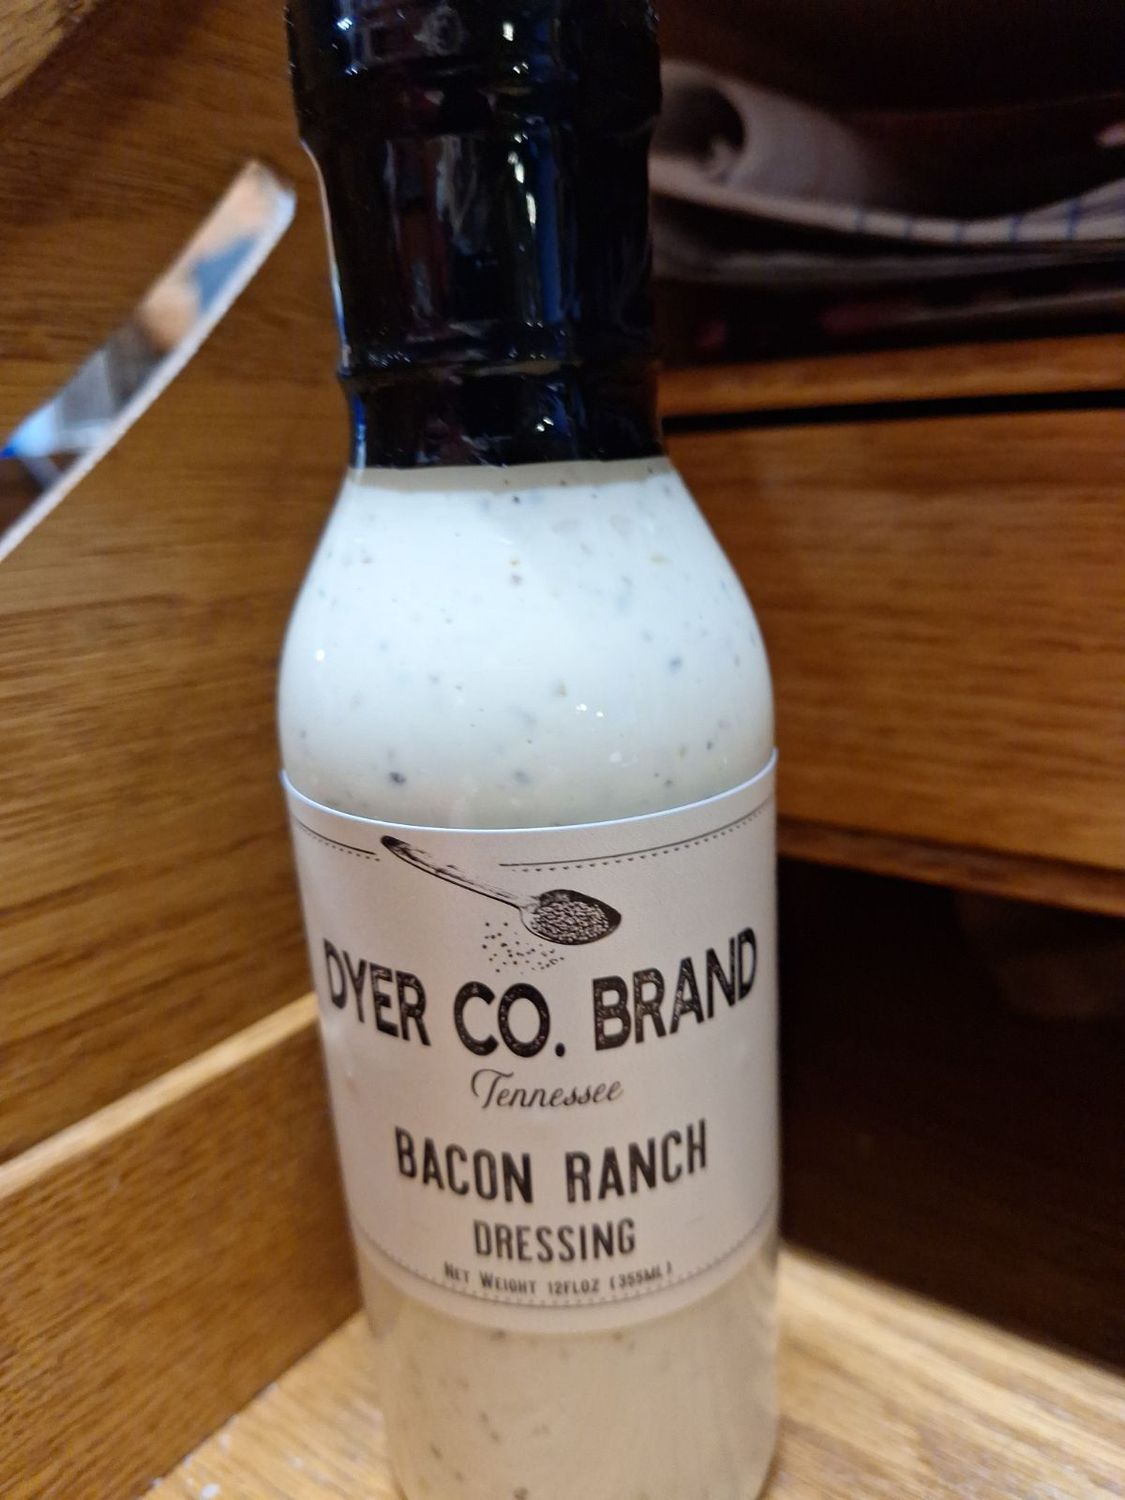 DYER CO. BRAND
Tennessee
BACON RANCH
DRESSING
NET WEIGHT 12FLOZ (355ML)